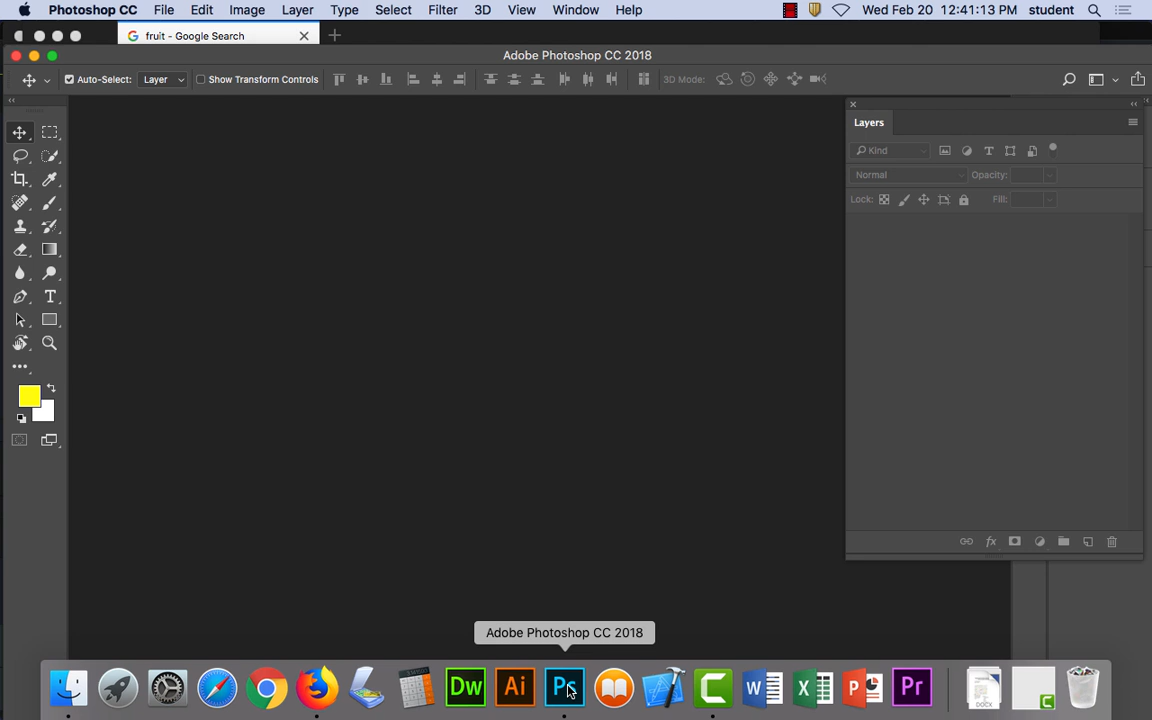 Photoshop CC File Edit Image Layer Type Select Filter 3D View Window Help Wed Feb 20 12:41:13 PM student
fruit - Google Search
Adobe Photoshop CC 2018
Auto-Select: Layer Show Transform Controls 3D Mode:
Layers
Kind
Normal Opacity:
Lock: Fill:
fx
Adobe Photoshop CC 2018
Dw Ai Ps W X P Pr DOCX